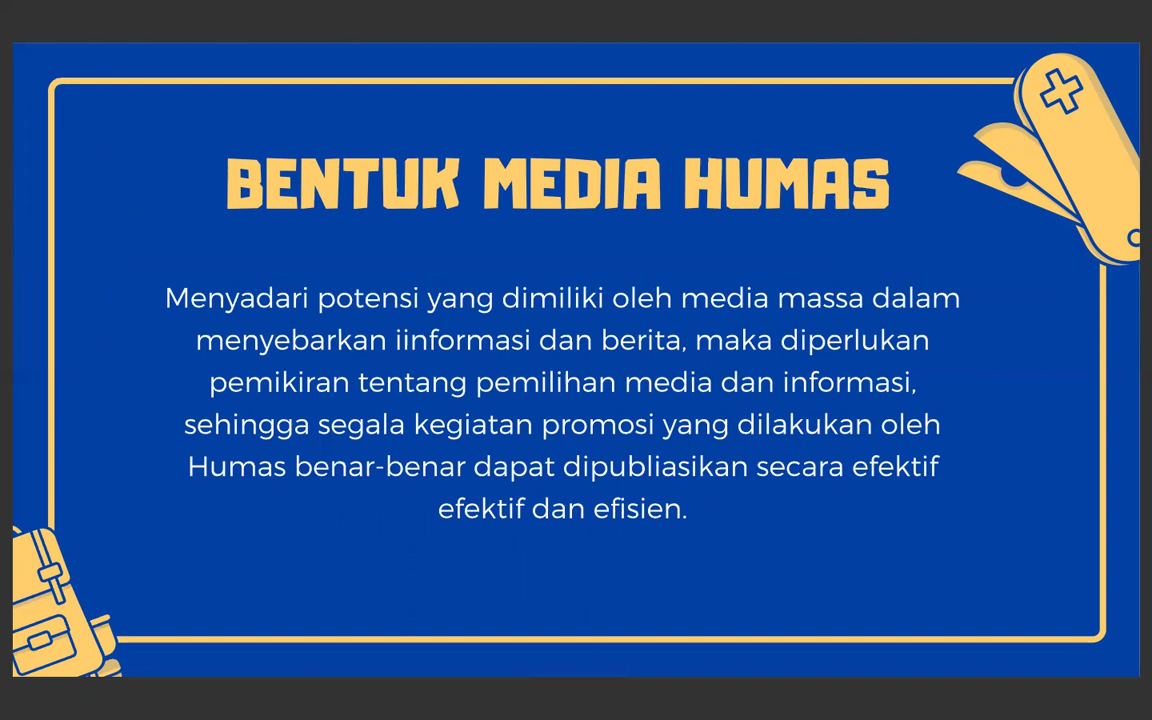 BENTUK MEDIA HUMAS
Menyadari potensi yang dimiliki oleh media massa dalam
menyebarkan iinformasi dan berita, maka diperlukan
pemikiran tentang pemilihan media dan informasi,
sehingga segala kegiatan promosi yang dilakukan oleh
Humas benar-benar dapat dipubliasikan secara efektif
efektif dan efisien.